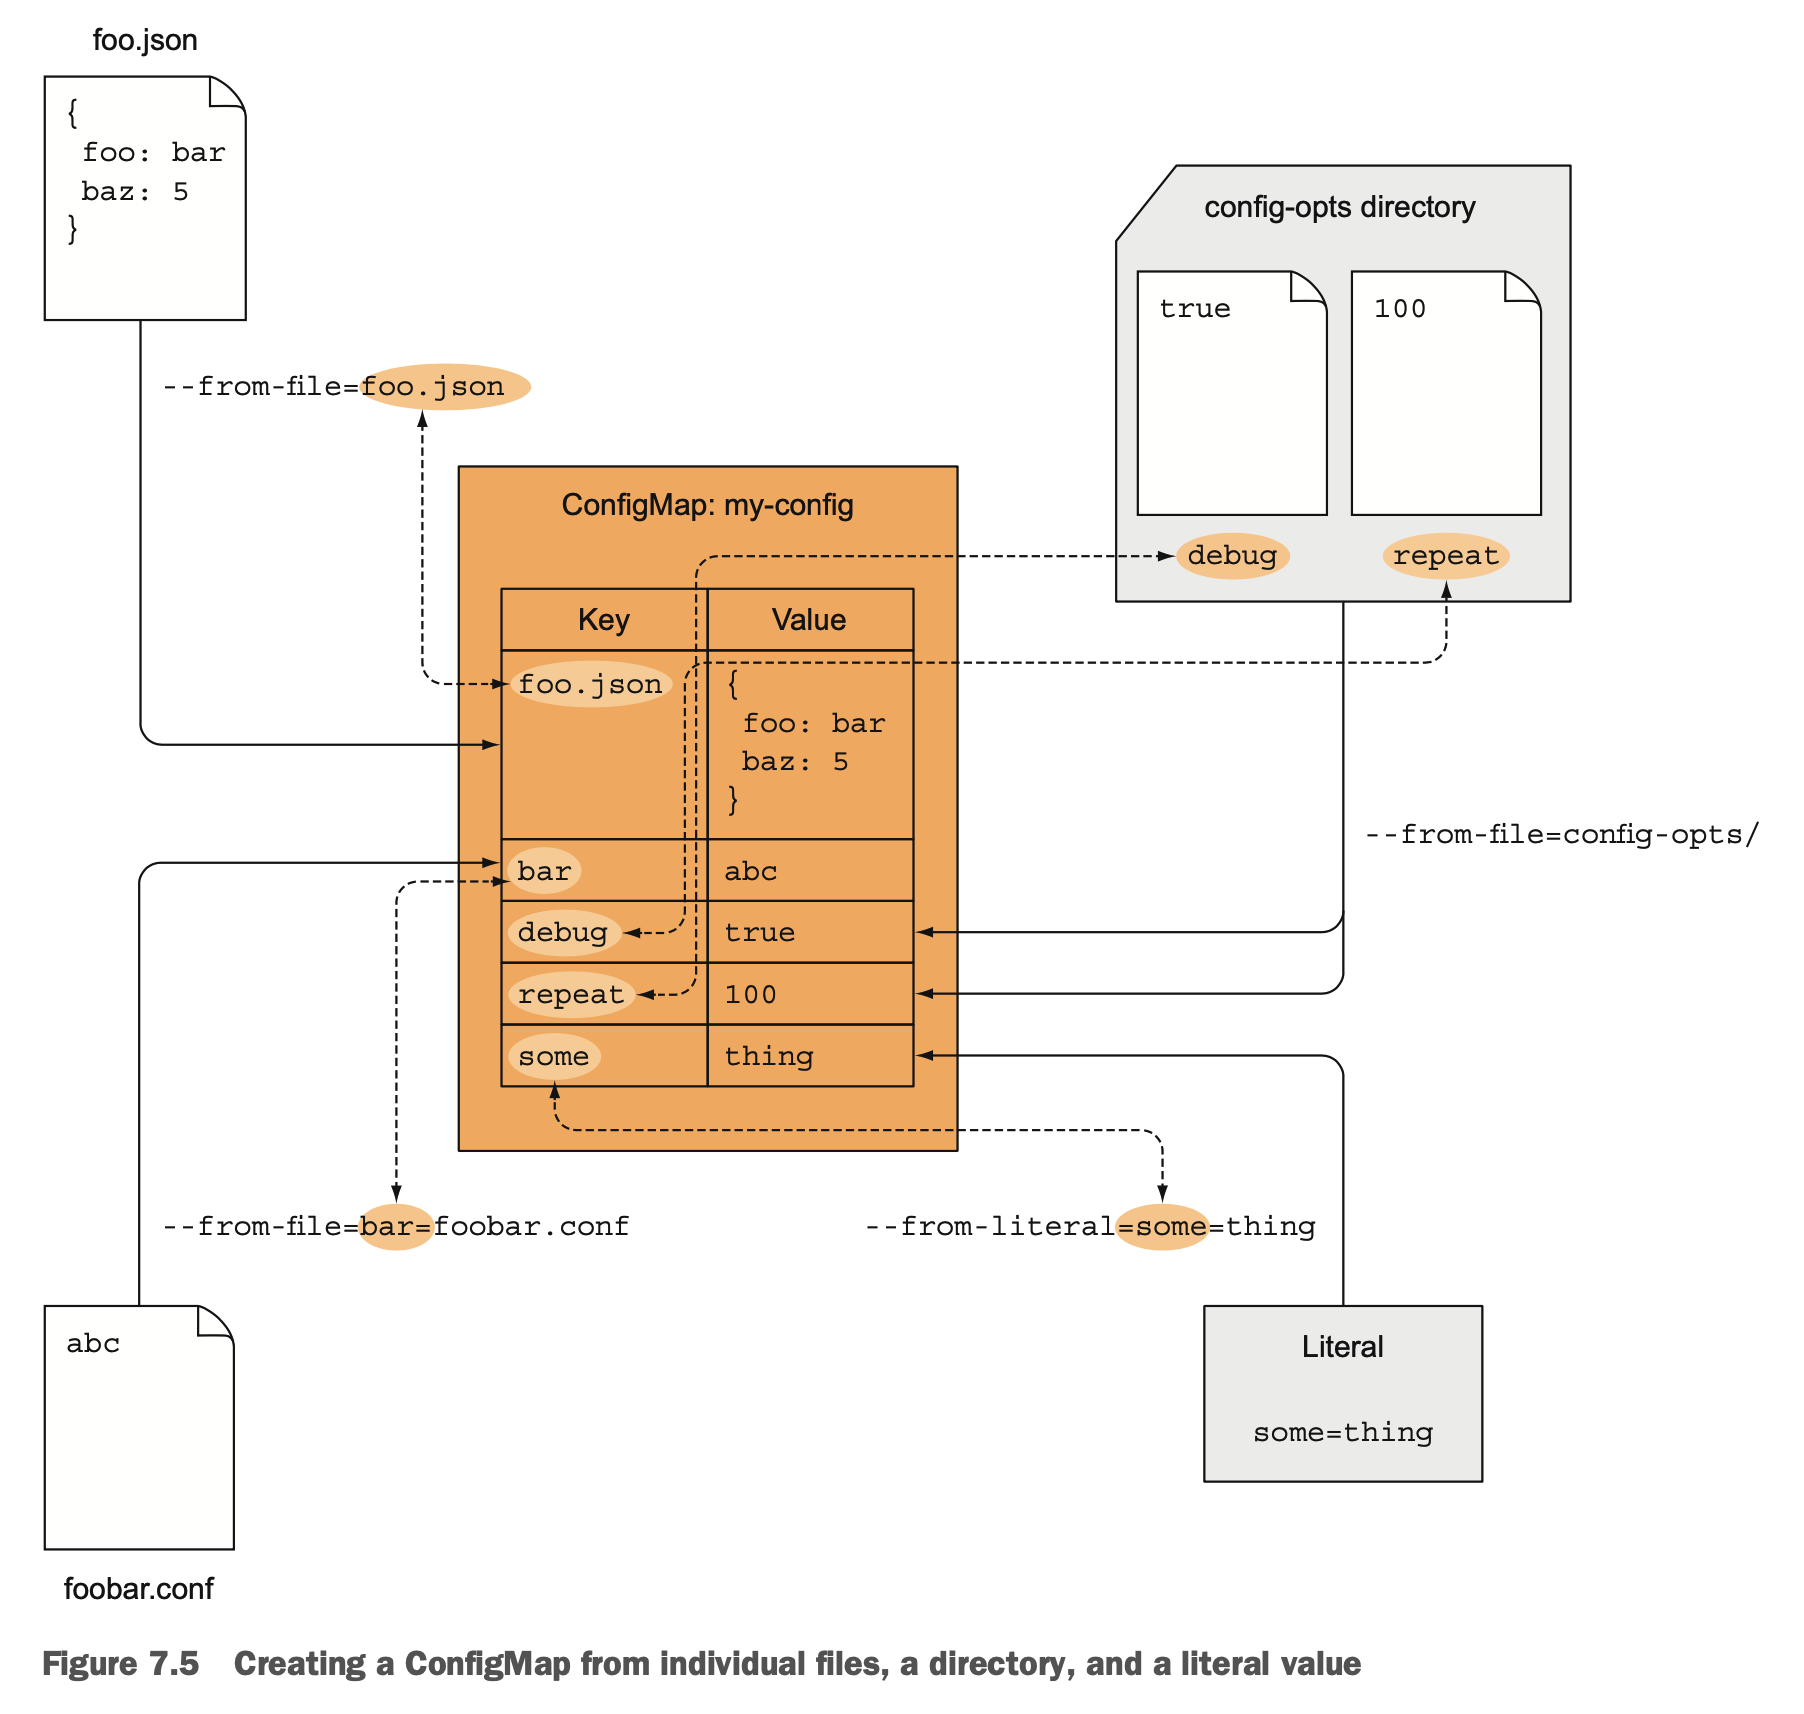 foo.json
{
foo: bar
baz: 5
}
--from-file=foo.json
config-opts directory
true
100
debug
repeat
ConfigMap: my-config
Key
Value
foo.json
{
foo: bar
baz: 5
}
bar
abc
debug
true
repeat
100
some
thing
--from-file=config-opts/
--from-file=bar=foobar.conf
--from-literal=some=thing
abc
foobar.conf
Literal
some=thing
Figure 7.5 Creating a ConfigMap from individual files, a directory, and a literal value